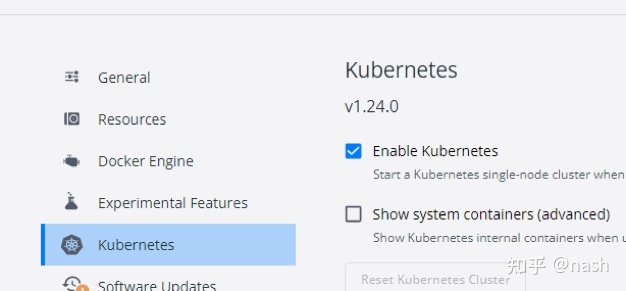 General
Resources
Docker Engine
Experimental Features
Kubernetes
Software Updates
Kubernetes
v1.24.0
Enable Kubernetes
Start a Kubernetes single-node cluster when
Show system containers (advanced)
Show Kubernetes internal containers when u
Reset Kubernetes Cluster
知乎 @nash